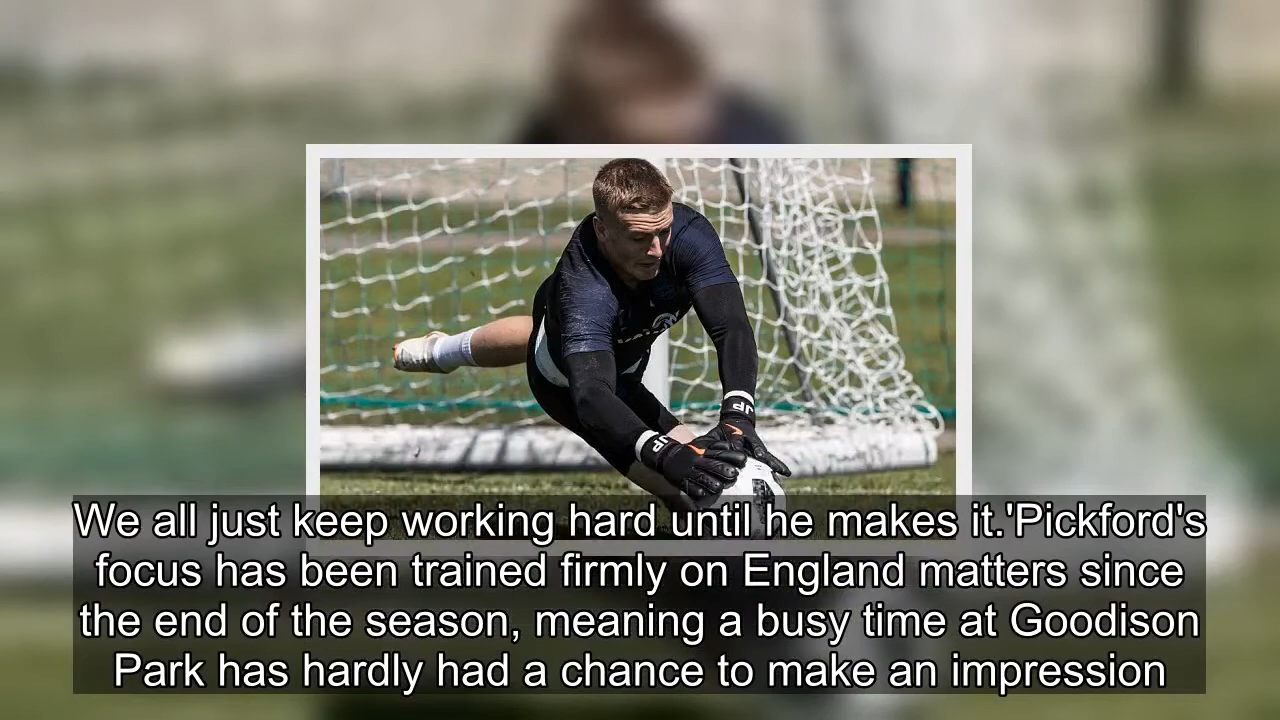 JP
JP
We all just keep working hard until he makes it.'Pickford's
focus has been trained firmly on England matters since
the end of the season, meaning a busy time at Goodison
Park has hardly had a chance to make an impression